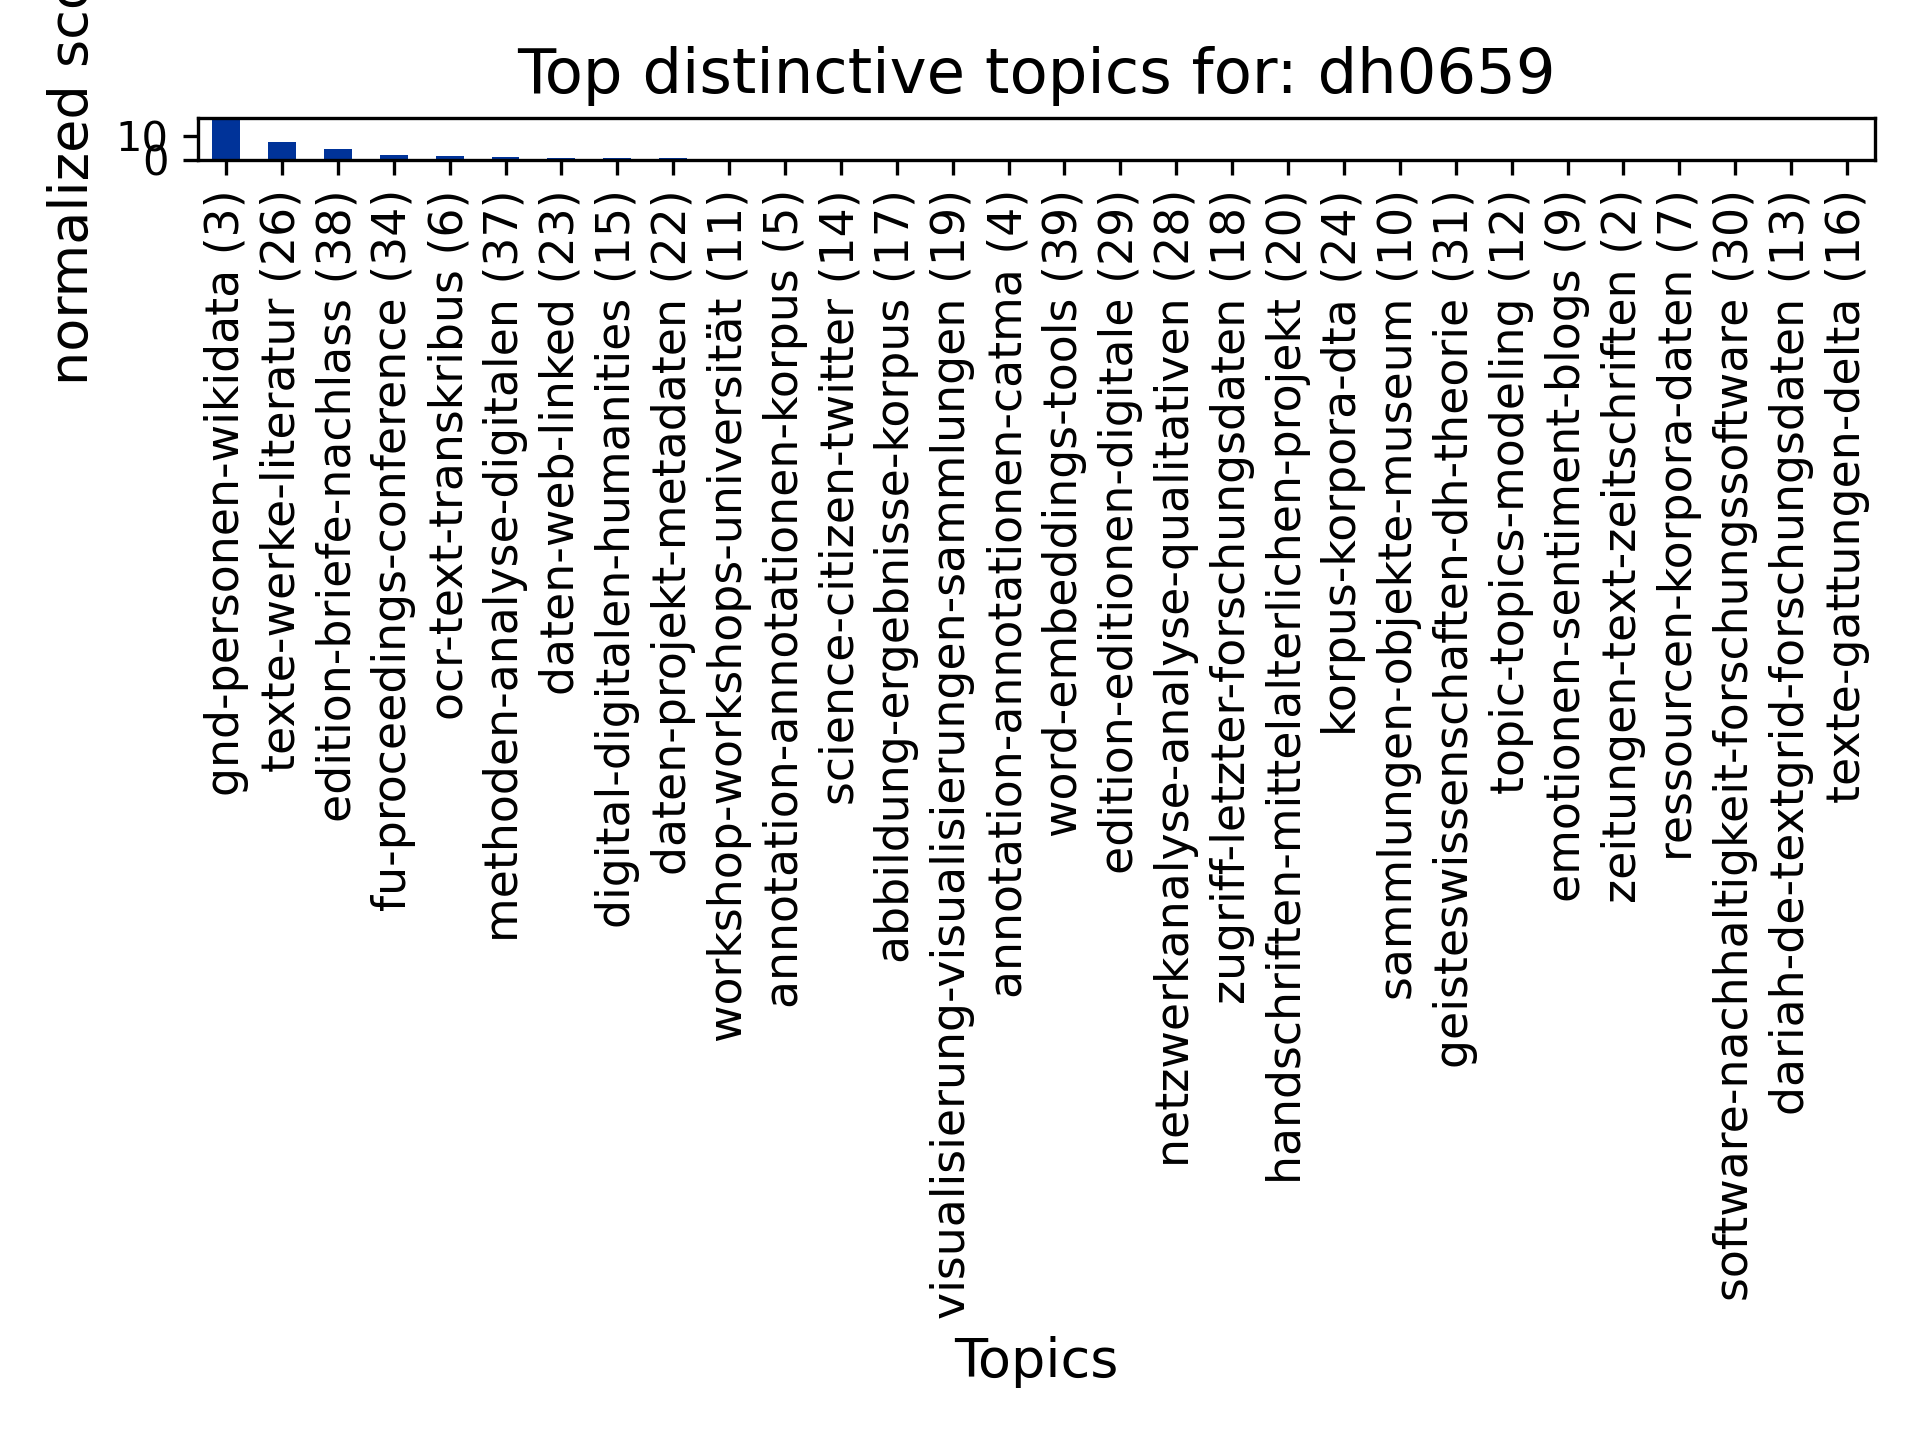 Top distinctive topics for: dh0659
normalized sco
10
0
gnd-personen-wikidata (3)
texte-werke-literatur (26)
edition-briefe-nachlass (38)
fu-proceedings-conference (34)
ocr-text-transkribus (6)
methoden-analyse-digitalen (37)
daten-web-linked (23)
digital-digitalen-humanities (15)
daten-projekt-metadaten (22)
workshop-workshops-universität (11)
annotation-annotationen-korpus (5)
science-citizen-twitter (14)
abbildung-ergebnisse-korpus (17)
visualisierung-visualisierungen-sammlungen (19)
annotation-annotationen-catma (4)
word-embeddings-tools (39)
edition-editionen-digitale (29)
netzwerkanalyse-analyse-qualitativen (28)
zugriff-letzter-forschungsdaten (18)
handschriften-mittelalterlichen-projekt (20)
korpus-korpora-dta (24)
sammlungen-objekte-museum (10)
geisteswissenschaften-dh-theorie (31)
topic-topics-modeling (12)
emotionen-sentiment-blogs (9)
zeitungen-text-zeitschriften (2)
ressourcen-korpora-daten (7)
software-nachhaltigkeit-forschungssoftware (30)
dariah-de-textgrid-forschungsdaten (13)
texte-gattungen-delta (16)
Topics